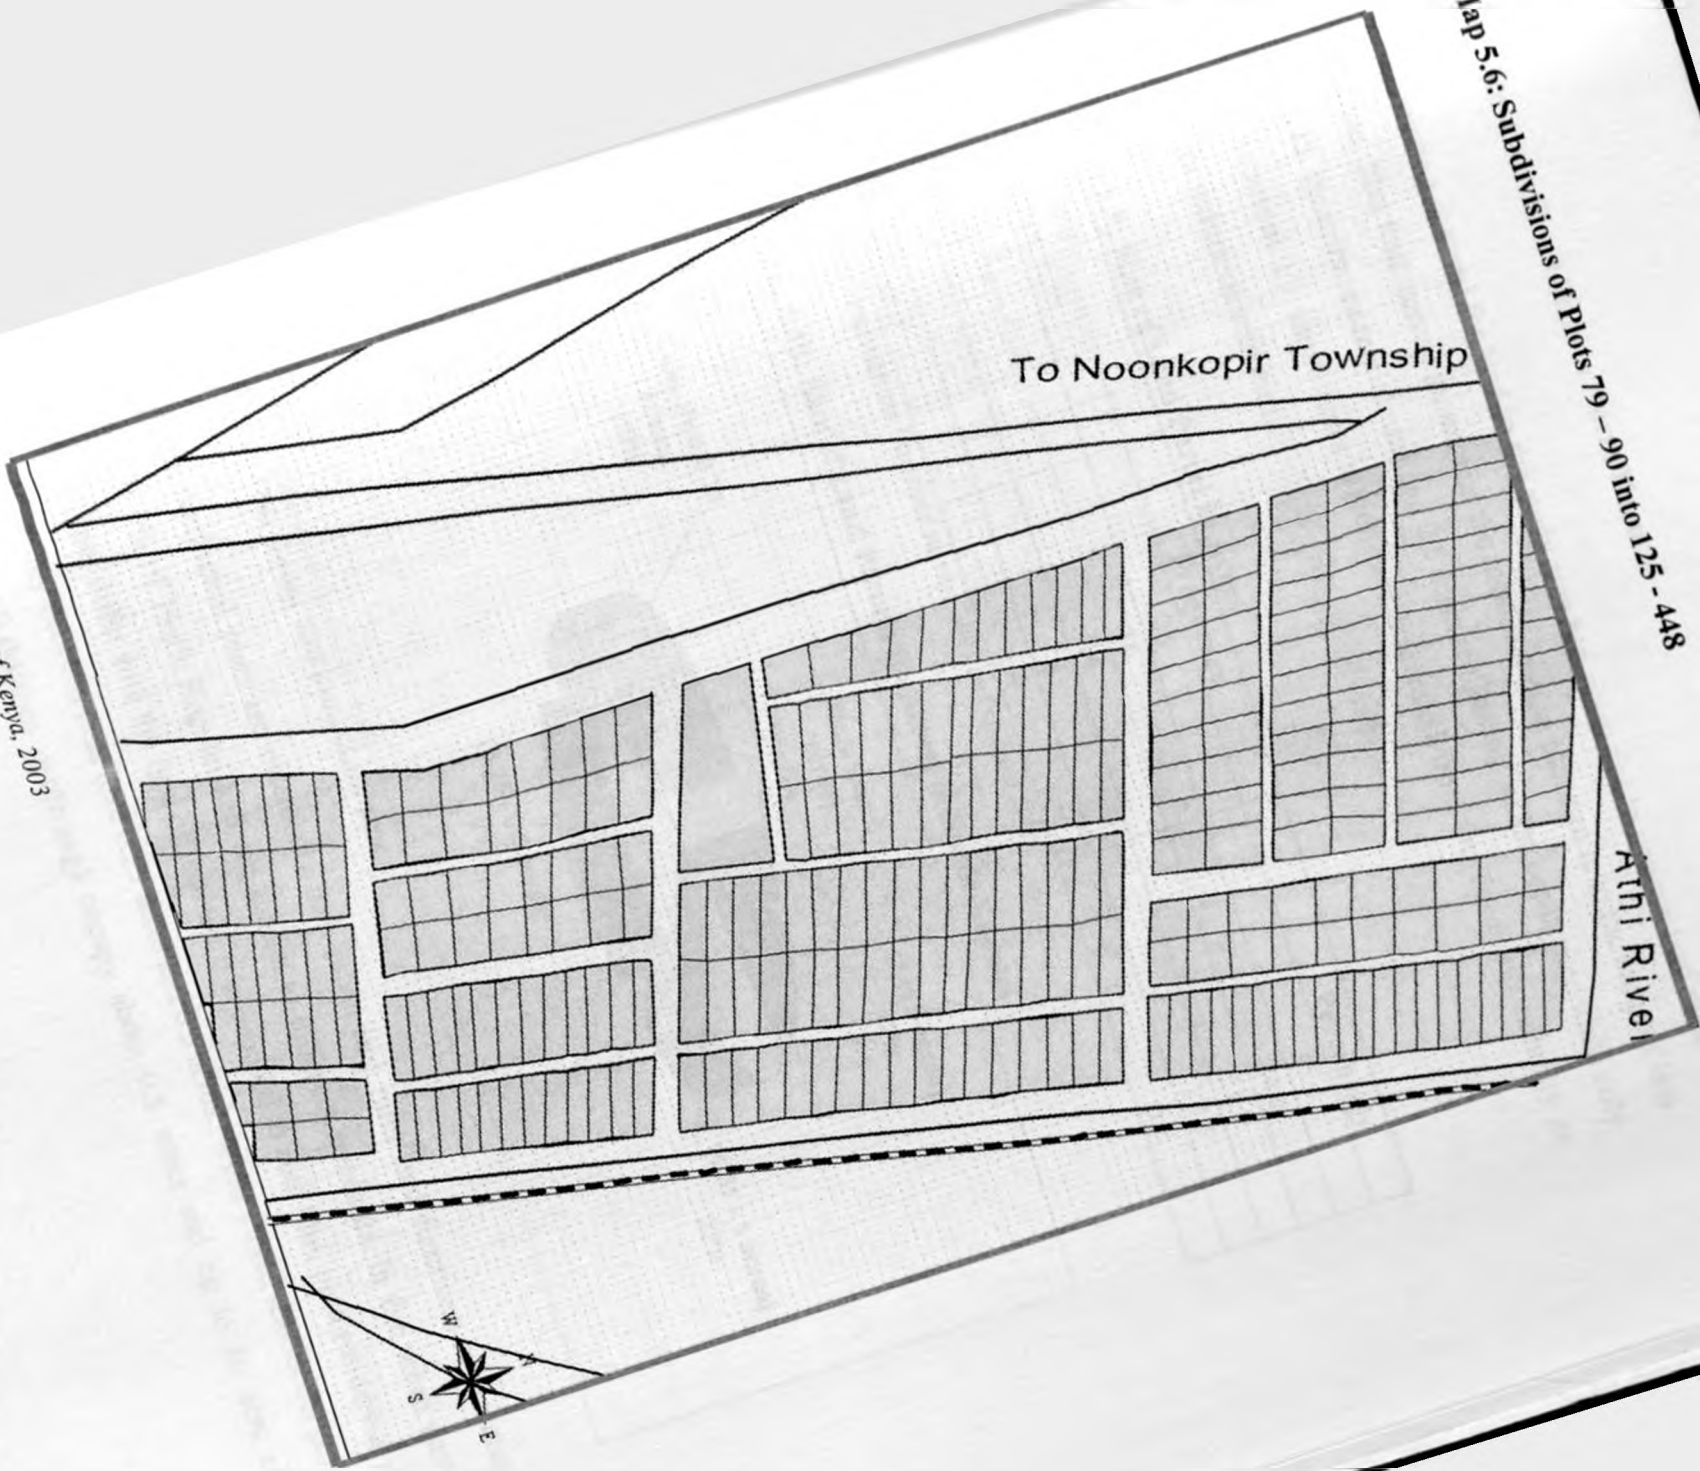 Map 5.6: Subdivisions of Plots 79 – 90 into 125 - 448
To Noonkopir Township
Athi River
W
N
S
E
Kenya, 2003